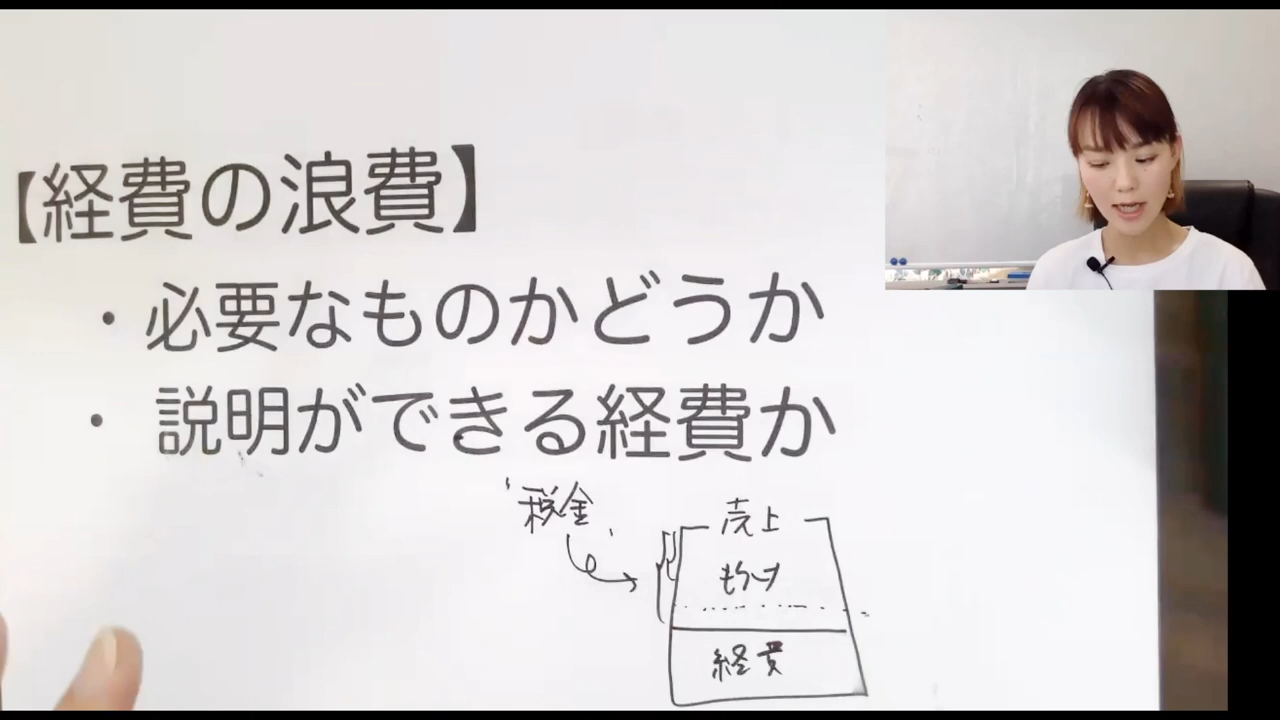 【経費の浪費】
・必要なものかどうか
・説明ができる経費か
税金
売上
もうけ
経費